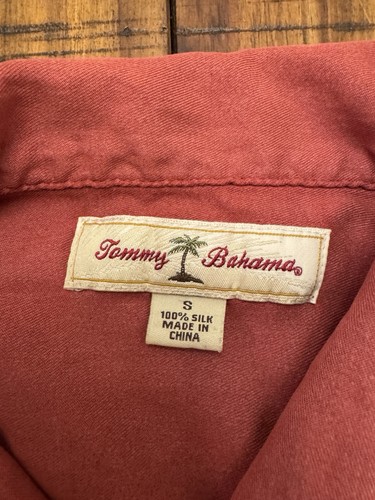 Tommy Bahama®
S
100% SILK
MADE IN
CHINA